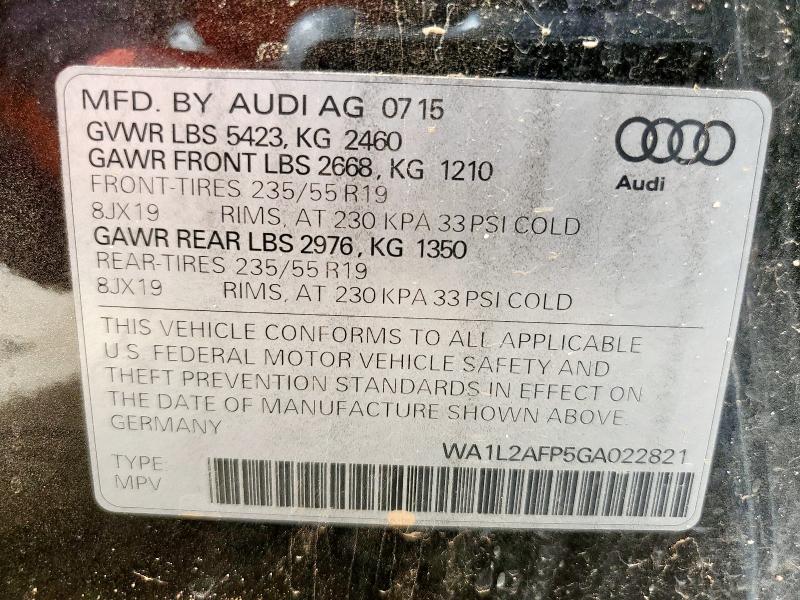 MFD. BY AUDI AG 07 15
GVWR LBS 5423, KG 2460
GAWR FRONT LBS 2668, KG 1210
FRONT-TIRES 235/55 R19
8JX19 RIMS, AT 230 KPA 33 PSI COLD
GAWR REAR LBS 2976, KG 1350
REAR-TIRES 235/55 R19
8JX19 RIMS, AT 230 KPA 33 PSI COLD
Audi
THIS VEHICLE CONFORMS TO ALL APPLICABLE
U.S. FEDERAL MOTOR VEHICLE SAFETY AND
THEFT PREVENTION STANDARDS IN EFFECT ON
THE DATE OF MANUFACTURE SHOWN ABOVE.
GERMANY
WA1L2AFP5GA022821
TYPE:
MPV